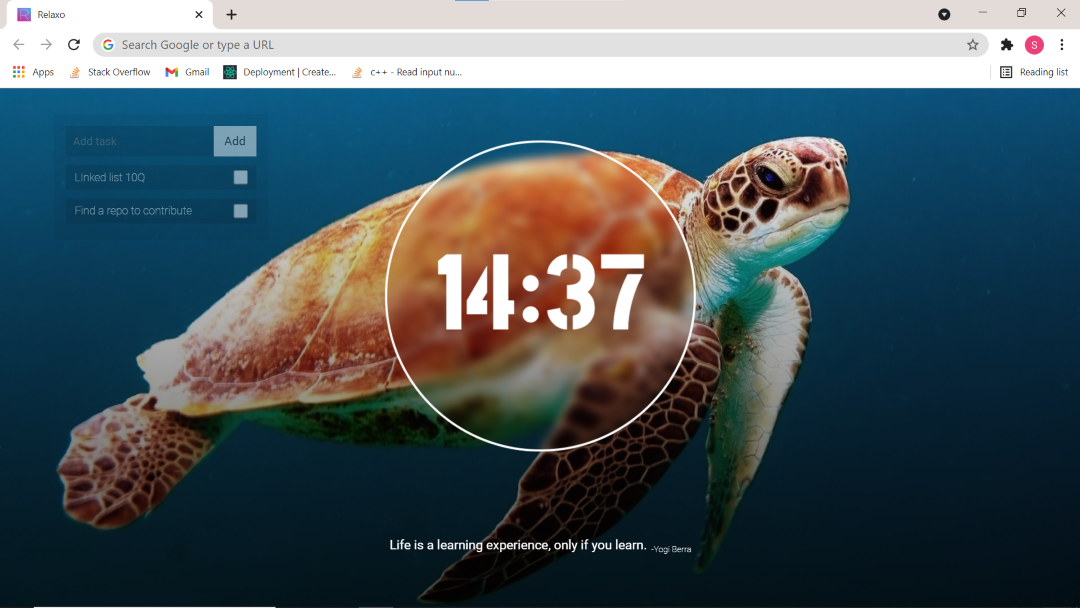 Relaxo
Search Google or type a URL
S
Apps
Stack Overflow
Gmail
Deployment | Create...
c++ - Read input nu...
Reading list
Add task
Add
LInked list 10Q
Find a repo to contribute
14:37
Life is a learning experience, only if you learn. -Yogi Berra